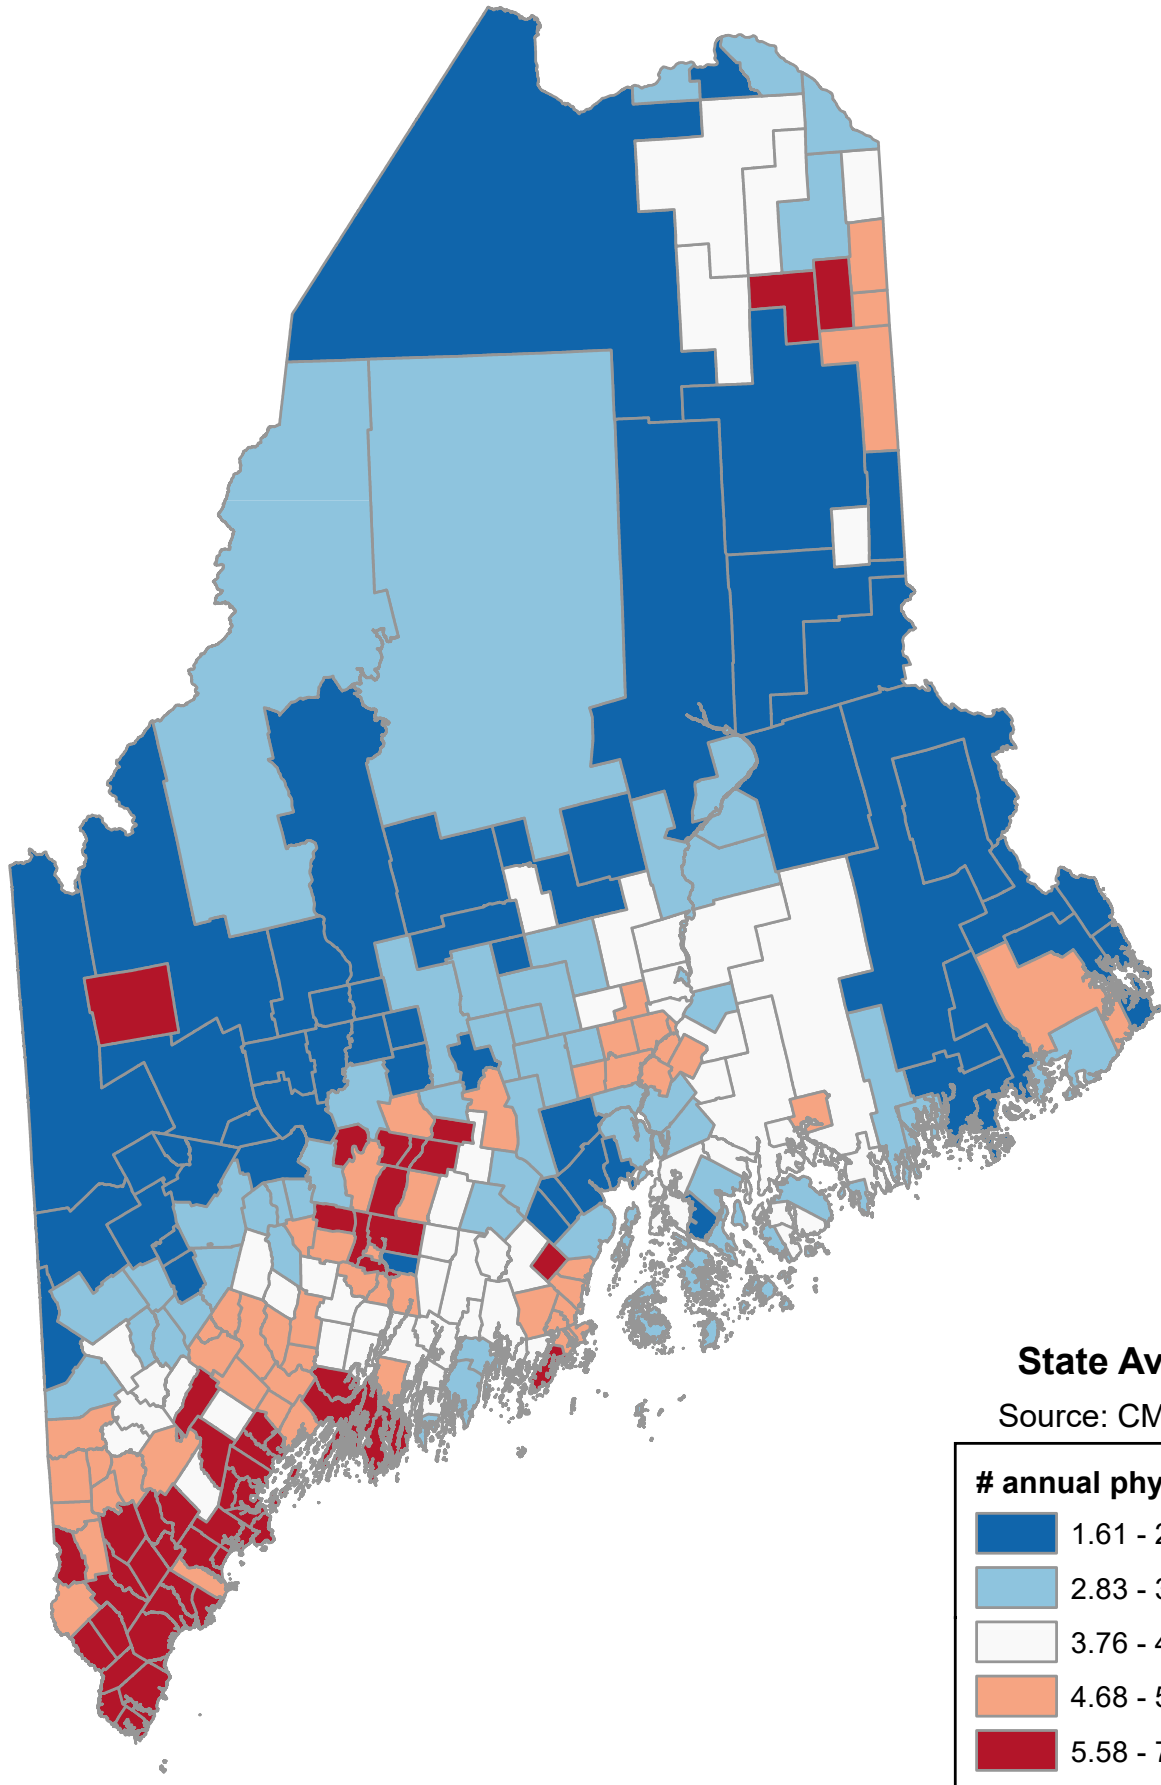 State Av
Source: CM
# annual phy
1.61 - 2
2.83 - 3
3.76 - 4
4.68 - 5
5.58 - 7